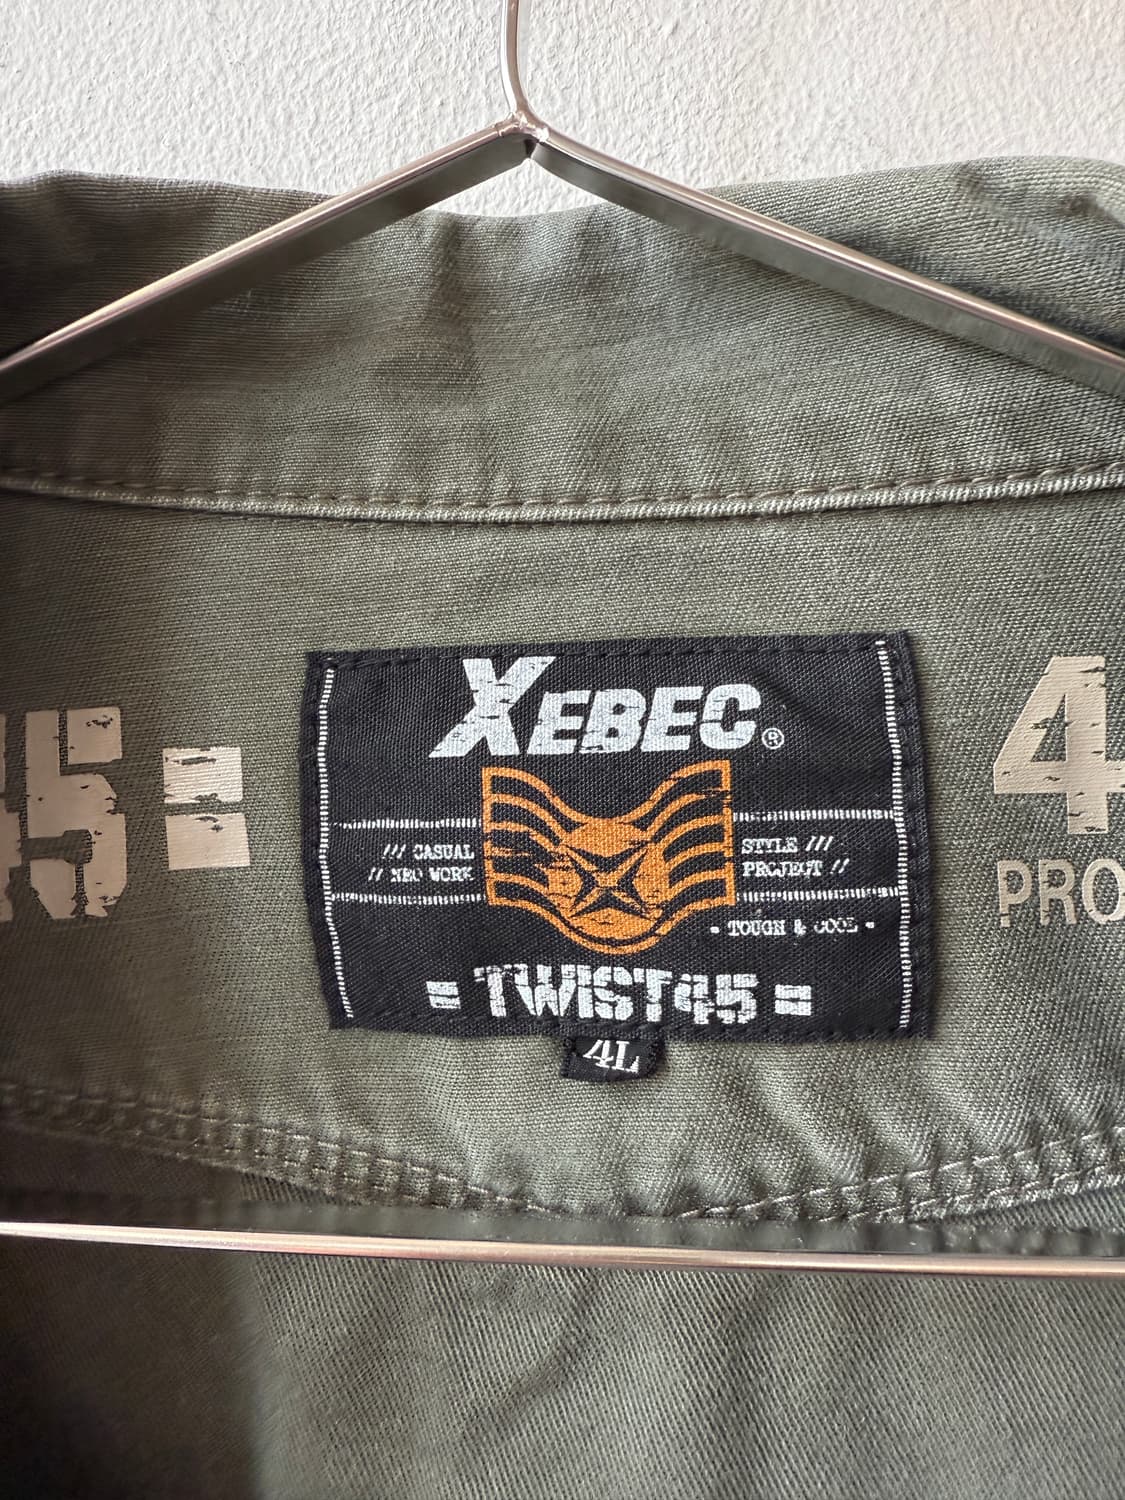 XEBEC®
/// CASUAL
// NEO WORK
STYLE ///
PROJECT //
- TOUGH & COOL -
= TWIST45 =
4L
45 =
4
PRO